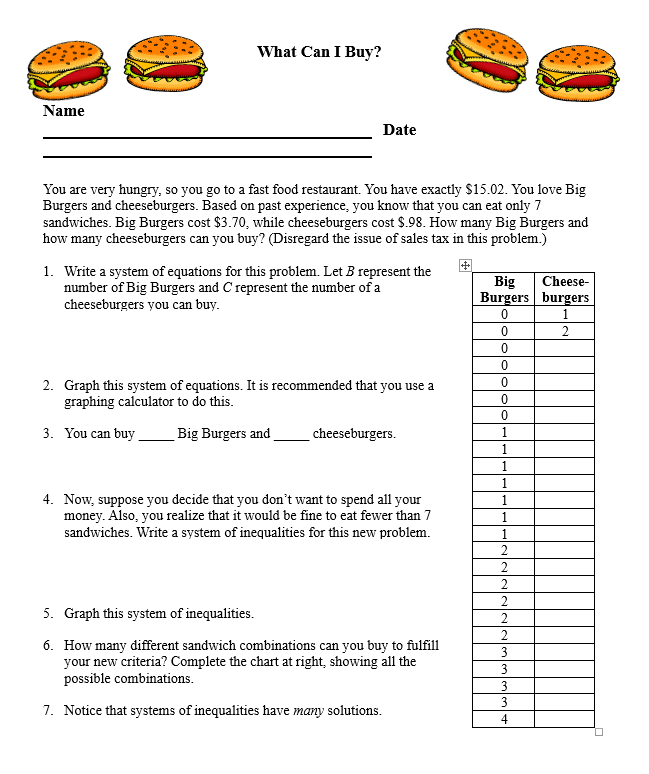 What Can I Buy?
Name
Date
You are very hungry, so you go to a fast food restaurant. You have exactly $15.02. You love Big
Burgers and cheeseburgers. Based on past experience, you know that you can eat only 7
sandwiches. Big Burgers cost $3.70, while cheeseburgers cost $.98. How many Big Burgers and
how many cheeseburgers can you buy? (Disregard the issue of sales tax in this problem.)
1. Write a system of equations for this problem. Let B represent the
number of Big Burgers and C represent the number of a
cheeseburgers you can buy.
2. Graph this system of equations. It is recommended that you use a
graphing calculator to do this.
3. You can buy _____ Big Burgers and _____ cheeseburgers.
4. Now, suppose you decide that you don't want to spend all your
money. Also, you realize that it would be fine to eat fewer than 7
sandwiches. Write a system of inequalities for this new problem.
5. Graph this system of inequalities.
6. How many different sandwich combinations can you buy to fulfill
your new criteria? Complete the chart at right, showing all the
possible combinations.
7. Notice that systems of inequalities have many solutions.
Big Cheese-
Burgers burgers
0 1
0 2
0
0
0
0
0
1
1
1
1
1
1
1
2
2
2
2
2
2
3
3
3
3
4